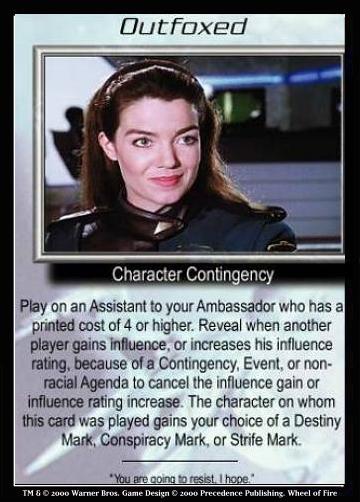 Outfoxed
Character Contingency
Play on an Assistant to your Ambassador who has a
printed cost of 4 or higher. Reveal when another
player gains influence, or increases his influence
rating, because of a Contingency, Event, or non-
racial Agenda to cancel the influence gain or
influence rating increase. The character on whom
this card was played gains your choice of a Destiny
Mark, Conspiracy Mark, or Strife Mark.
"You are going to resist, I hope."
TM & © 2000 Warner Bros. Game Design © 2000 Precedence Publishing. Wheel of Fire